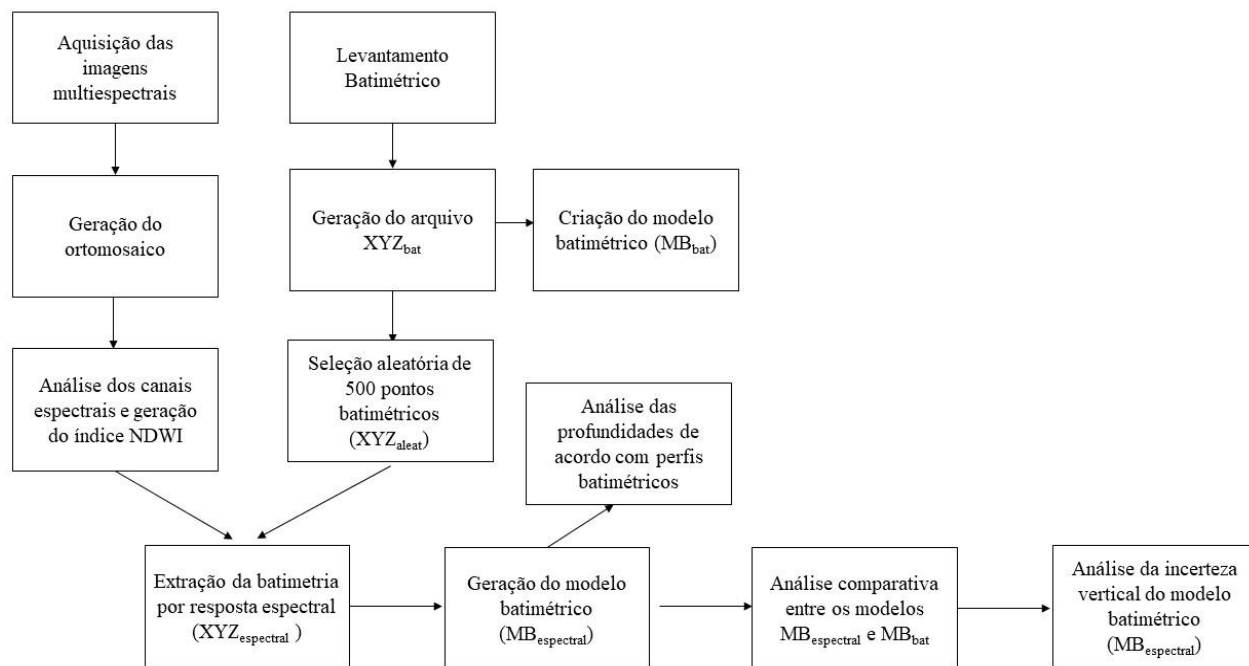 Aquisição das
imagens
multiespectrais
Levantamento
Batimétrico
Geração do
ortomosaico
Geração do arquivo
XYZbat
Criação do modelo
batimétrico (MBbat)
Análise dos canais
espectrais e geração
do índice NDWI
Seleção aleatória de
500 pontos
batimétricos
(XYZaleat)
Análise das
profundidades de
acordo com perfis
batimétricos
Extração da batimetria
por resposta espectral
(XYZespectral )
Geração do modelo
batimétrico
(MBespectral)
Análise comparativa
entre os modelos
MBespectral e MBbat
Análise da incerteza
vertical do modelo
batimétrico
(MBespectral)